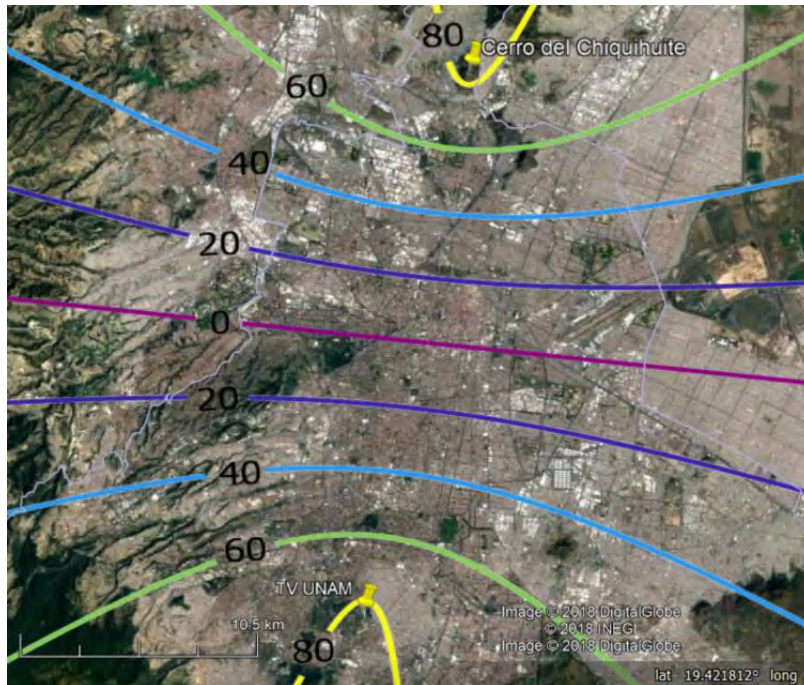 80
Cerro del Chiquihuite
60
40
20
0
20
40
60
TV UNAM
80
10.5 km
Image © 2018 DigitalGlobe
© 2018 INEGI
Image © 2018 DigitalGlobe
lat 19.421812° long